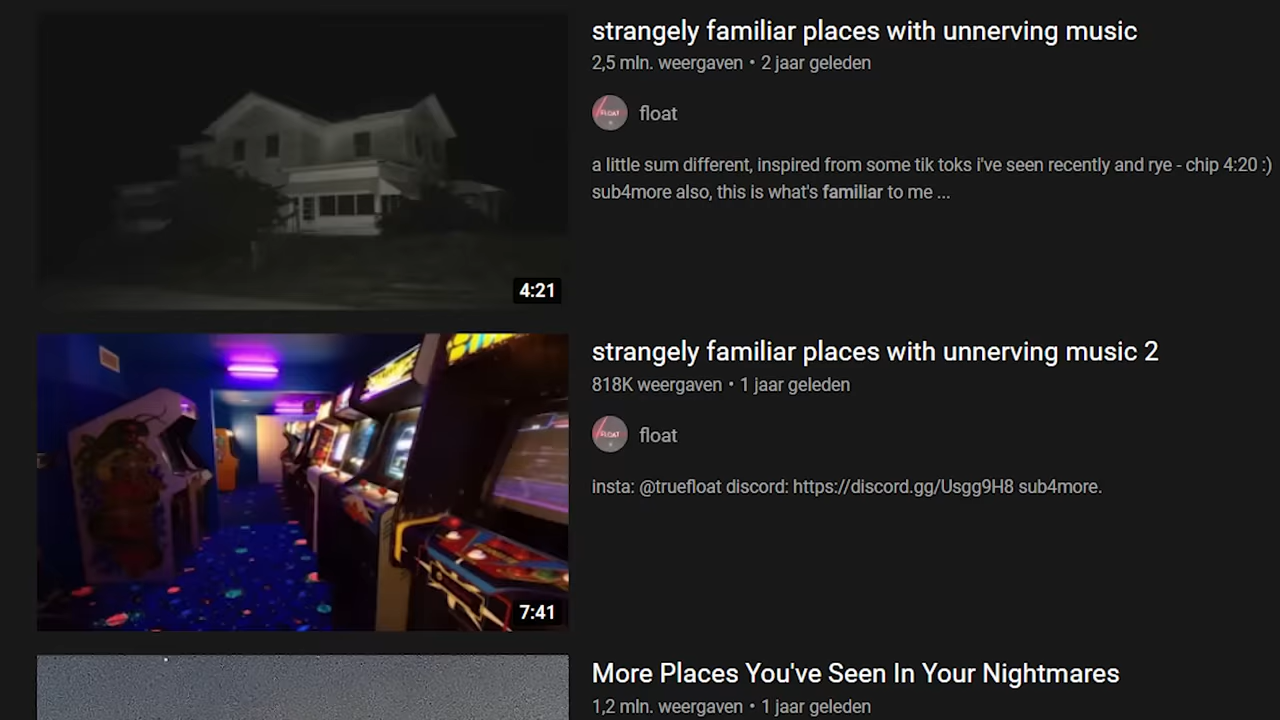 strangely familiar places with unnerving music
2,5 mln. weergaven • 2 jaar geleden
FLOAT
float
a little sum different, inspired from some tik toks i've seen recently and rye - chip 4:20 :)
sub4more also, this is what's familiar to me ...
4:21
strangely familiar places with unnerving music 2
818K weergaven • 1 jaar geleden
FLOAT
float
insta: @truefloat discord: https://discord.gg/Usgg9H8 sub4more.
7:41
More Places You've Seen In Your Nightmares
1,2 mln. weergaven • 1 jaar geleden